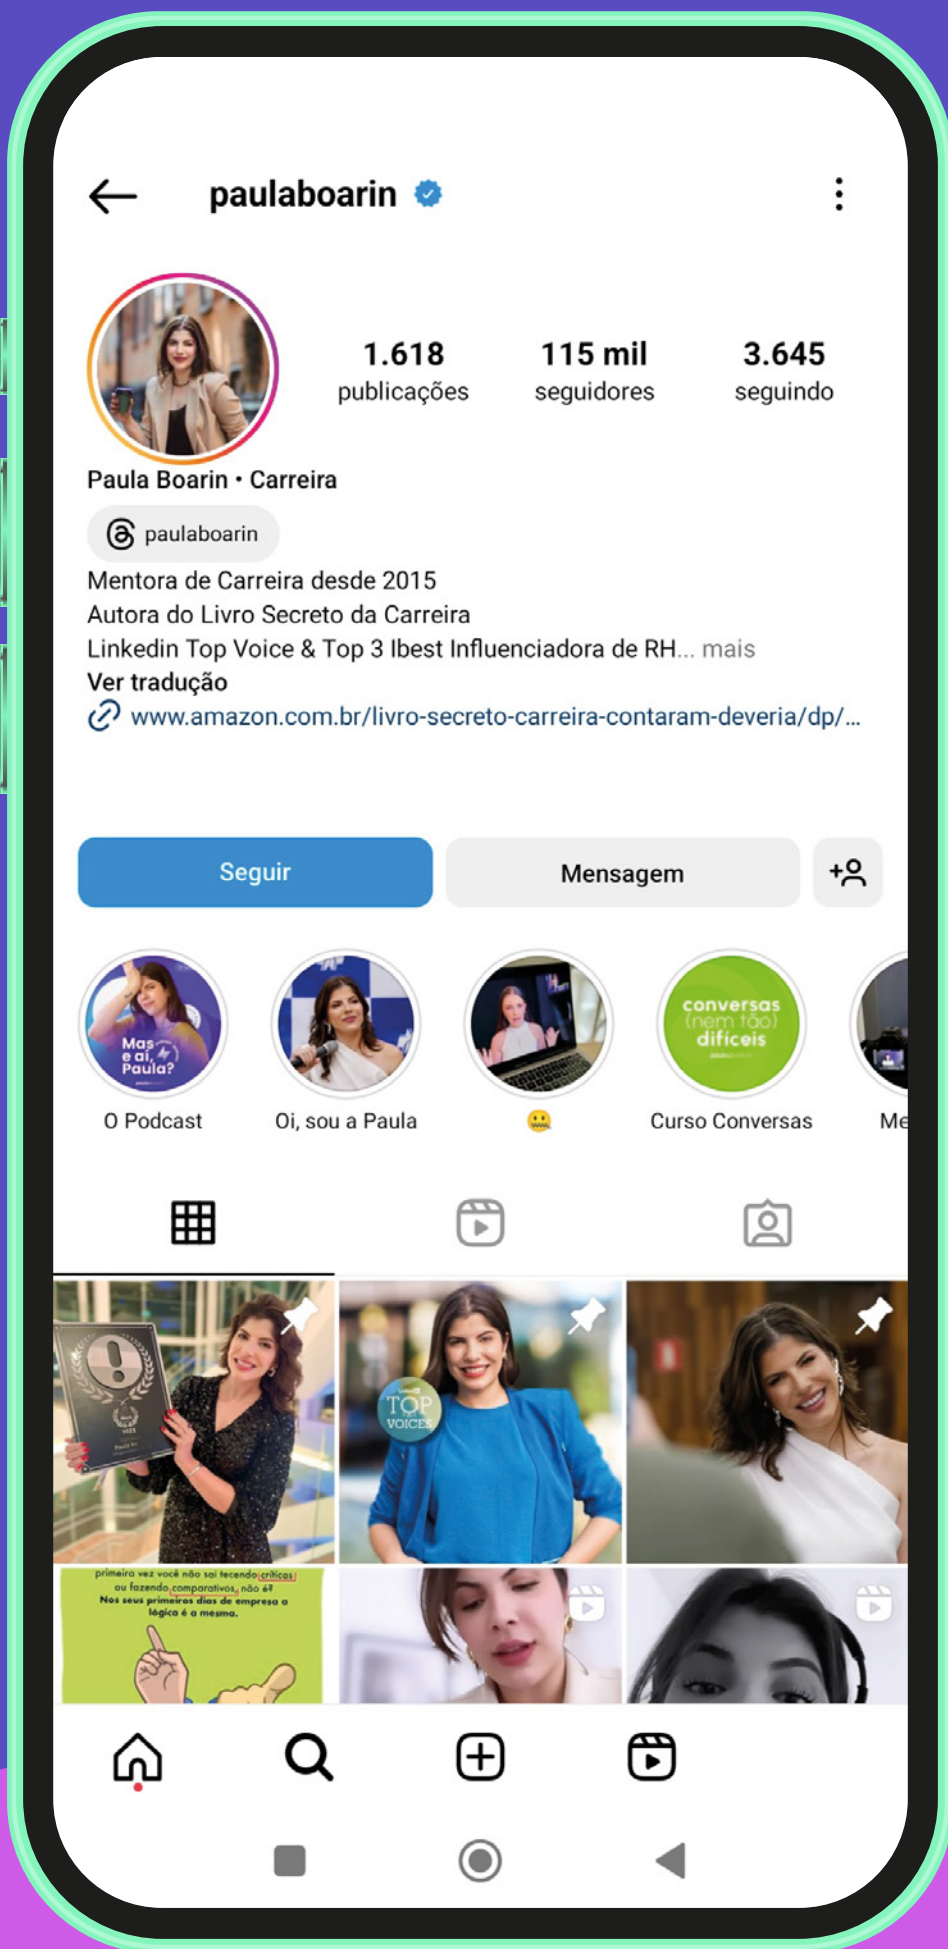 paulaboarin
1.618
publicações
115 mil
seguidores
3.645
seguindo
Paula Boarin • Carreira
paulaboarin
Mentora de Carreira desde 2015
Autora do Livro Secreto da Carreira
Linkedin Top Voice & Top 3 Ibest Influenciadora de RH... mais
Ver tradução
www.amazon.com.br/livro-secreto-carreira-contaram-deveria/dp/...
Seguir
Mensagem
Mas
e aí,
Paula?
conversas
(nem tão)
difíceis
O Podcast
Oi, sou a Paula
Curso Conversas
Me
TOP
VOICES
primeira vez você não sai tecendo críticas
ou fazendo comparativos, não é?
Nos seus primeiros dias de empresa a
lógica é a mesma.